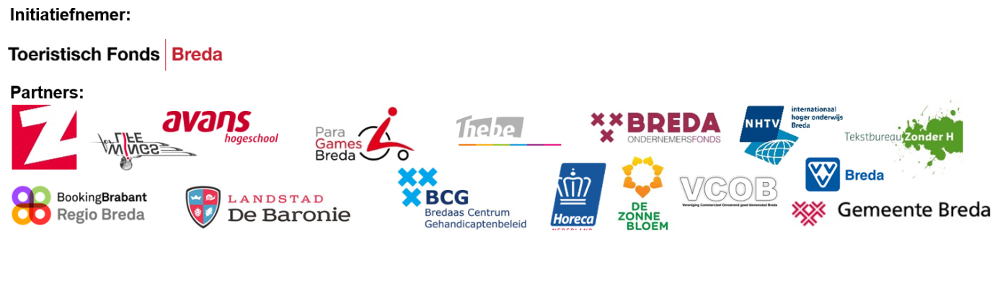 Initiatiefnemer:
Toeristisch Fonds Breda
Partners:
Z
avans
hogeschool
Para
Games
Breda
Thebe
BREDA
ONDERNEMERSFONDS
NHTV
internationaal
hoger onderwijs
Breda
Tekstbureau Zonder H
BookingBrabant
Regio Breda
LANDSTAD
De Baronie
BCG
Bredaas Centrum
Gehandicaptenbeleid
Horeca
NEDERLAND
DE
ZONNE
BLOEM
VCOB
Vereniging Commercieel Onroerend goed binnenstad Breda
VVV
Breda
Gemeente Breda